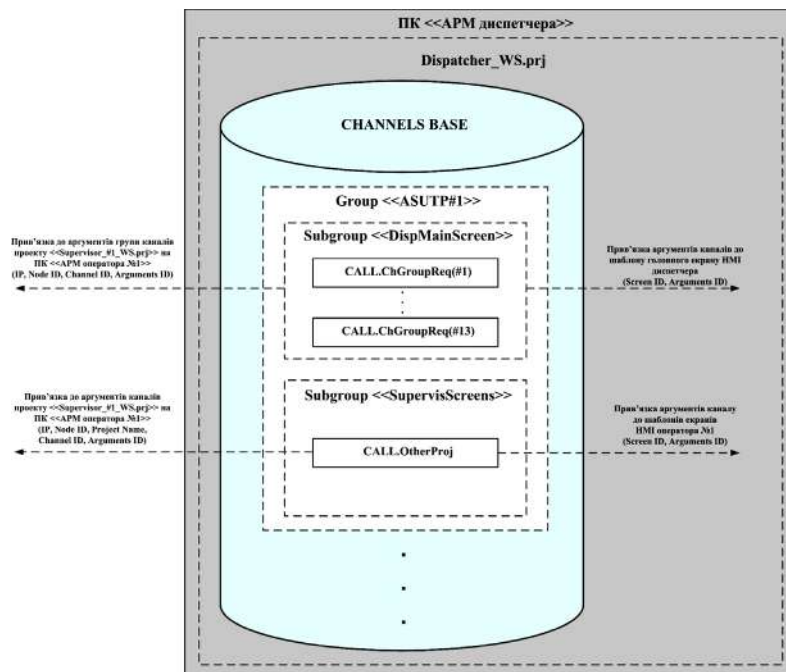 ПК <<АРМ диспетчера>>
Dispatcher_WS.prj
CHANNELS BASE
Group <<ASUTP#1>>
Subgroup <<DispMainScreen>>
CALL.ChGroupReq(#1)
CALL.ChGroupReq(#13)
Прив'язка до аргументів групи каналів
проекту <<Supervisor_#1_WS.prj>> на
ПК <<АРМ оператора №1>>
(IP, Node ID, Channel ID, Arguments ID)
Прив'язка аргументів каналів до
шаблону головного екрану HMI
диспетчера
(Screen ID, Arguments ID)
Subgroup <<SupervisScreens>>
CALL.OtherProj
Прив'язка до аргументів каналів
проекту <<Supervisor_#1_WS.prj>> на
ПК <<АРМ оператора №1>>
(IP, Node ID, Project Name,
Channel ID, Arguments ID)
Прив'язка аргументів каналу
до шаблонів екранів
HMI оператора №1
(Screen ID, Arguments ID)